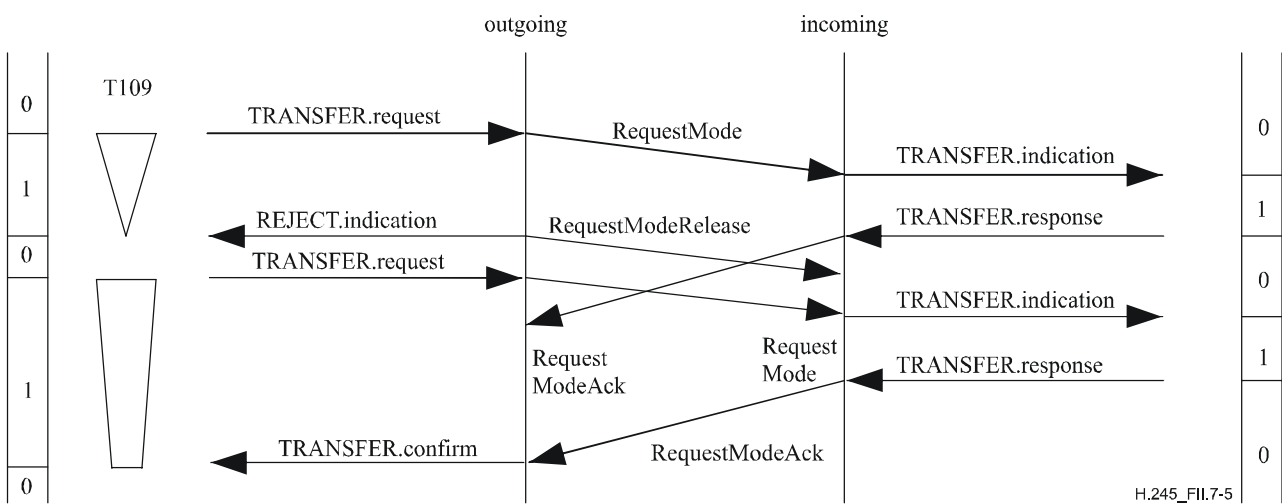 outgoing
incoming
T109
0
TRANSFER.request
RequestMode
0
TRANSFER.indication
1
REJECT.indication
RequestModeRelease
TRANSFER.response
1
0
TRANSFER.request
0
TRANSFER.indication
Request
ModeAck
Request
Mode
TRANSFER.response
1
1
TRANSFER.confirm
RequestModeAck
0
0
H.245_FII.7-5